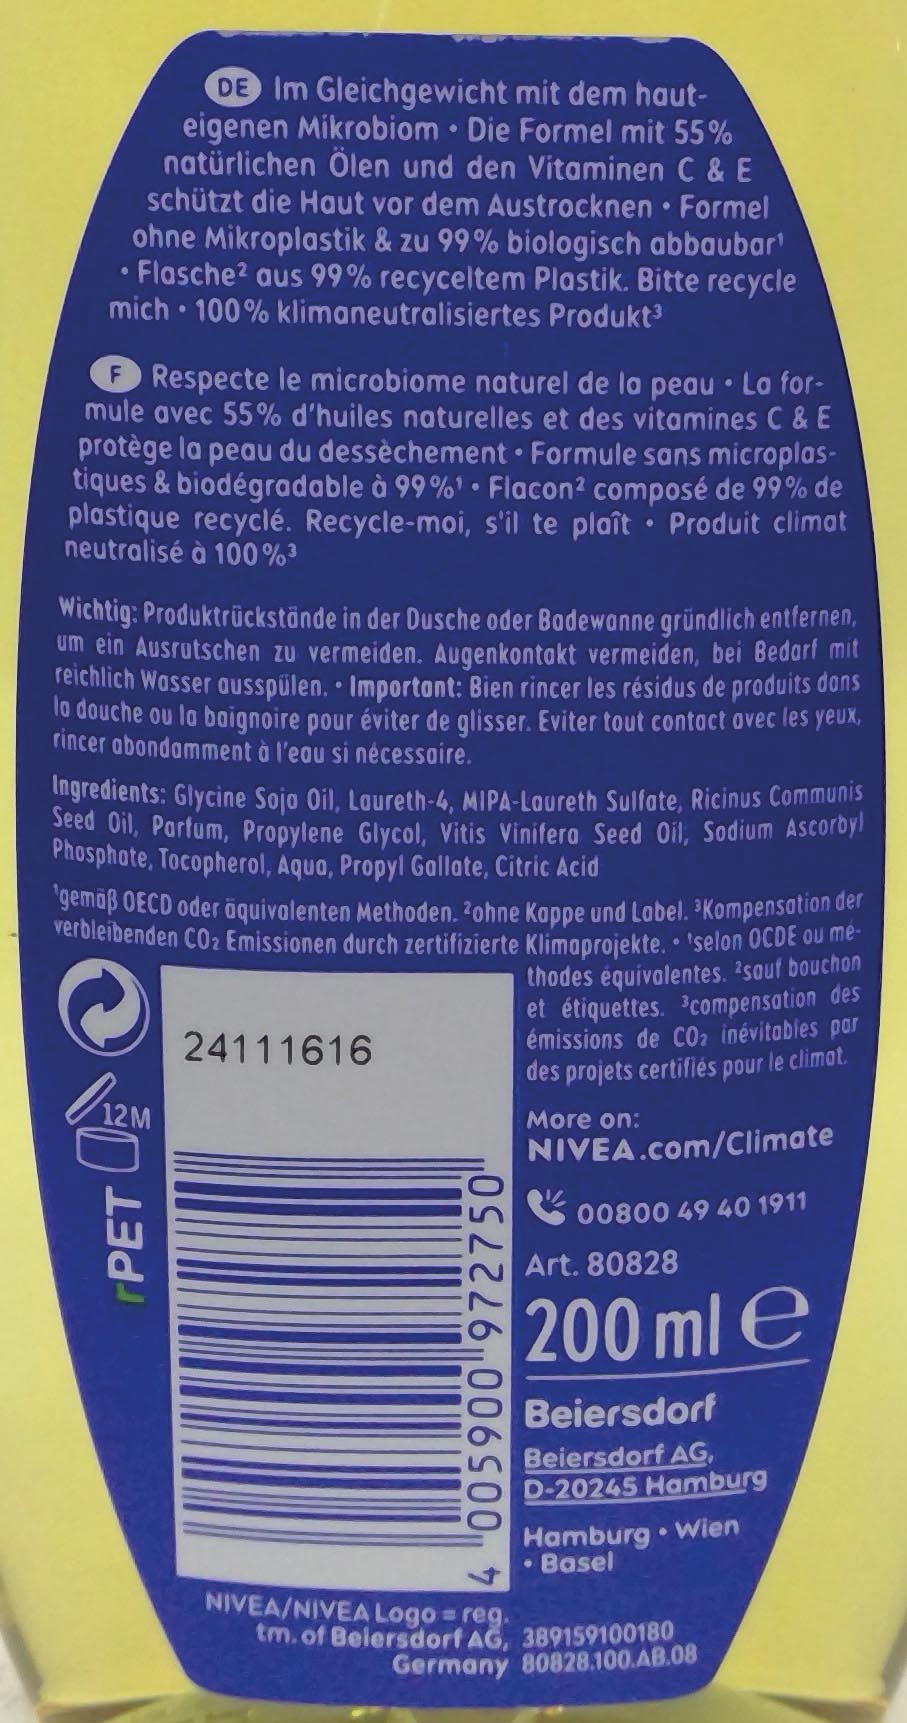 DE Im Gleichgewicht mit dem haut-
eigenen Mikrobiom • Die Formel mit 55%
natürlichen Ölen und den Vitaminen C & E
schützt die Haut vor dem Austrocknen • Formel
ohne Mikroplastik & zu 99% biologisch abbaubar¹
• Flasche² aus 99% recyceltem Plastik. Bitte recycle
mich • 100% klimaneutralisiertes Produkt³
F Respecte le microbiome naturel de la peau • La for-
mule avec 55% d'huiles naturelles et des vitamines C & E
protège la peau du dessèchement • Formule sans microplas-
tiques & biodégradable à 99%¹ • Flacon² composé de 99% de
plastique recyclé. Recycle-moi, s'il te plaît • Produit climat
neutralisé à 100%³
Wichtig: Produktrückstände in der Dusche oder Badewanne gründlich entfernen,
um ein Ausrutschen zu vermeiden. Augenkontakt vermeiden, bei Bedarf mit
reichlich Wasser ausspülen. • Important: Bien rincer les résidus de produits dans
la douche ou la baignoire pour éviter de glisser. Eviter tout contact avec les yeux,
rincer abondamment à l'eau si nécessaire.
Ingredients: Glycine Soja Oil, Laureth-4, MIPA-Laureth Sulfate, Ricinus Communis
Seed Oil, Parfum, Propylene Glycol, Vitis Vinifera Seed Oil, Sodium Ascorbyl
Phosphate, Tocopherol, Aqua, Propyl Gallate, Citric Acid
¹gemäß OECD oder äquivalenten Methoden. ²ohne Kappe und Label. ³Kompensation der
verbleibenden CO₂ Emissionen durch zertifizierte Klimaprojekte. • ¹selon OCDE ou mé-
thodes équivalentes. ²sauf bouchon
et étiquettes. ³compensation des
émissions de CO₂ inévitables par
des projets certifiés pour le climat.
24111616
12M
rPET
4 005900 972750
More on:
NIVEA.com/Climate
00800 49 40 1911
Art. 80828
200 ml e
Beiersdorf
Beiersdorf AG,
D-20245 Hamburg
Hamburg • Wien
• Basel
NIVEA/NIVEA Logo = reg.
tm. of Beiersdorf AG, 389159100180
Germany 80828.100.AB.08